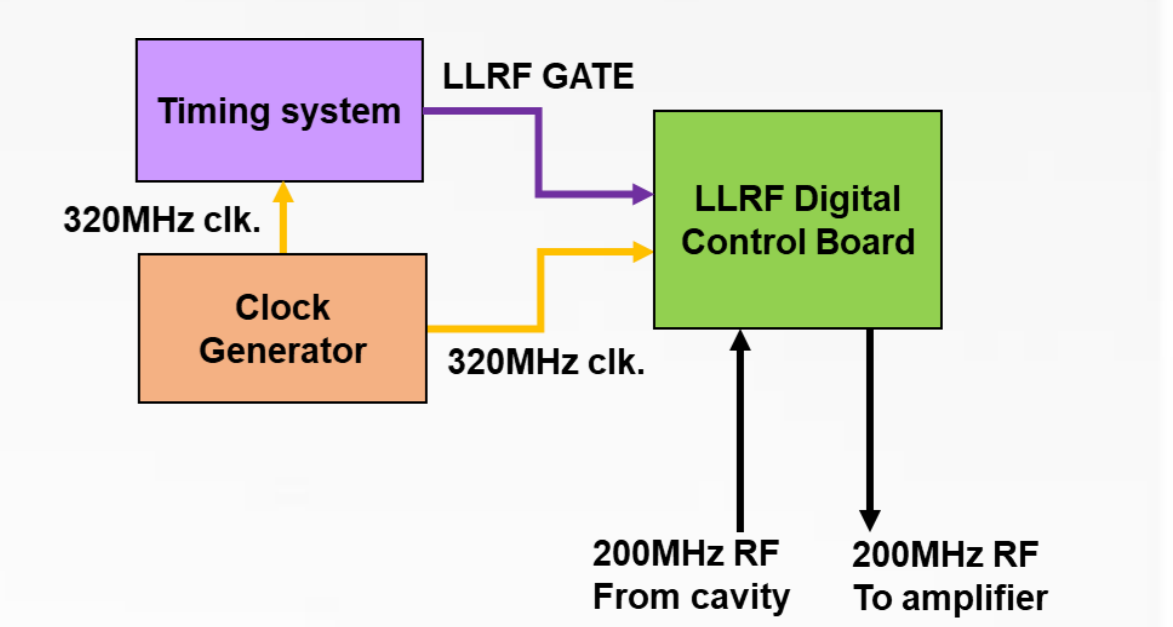 LLRF GATE
Timing system
320MHz clk.
LLRF Digital
Control Board
Clock
Generator
320MHz clk.
200MHz RF
From cavity
200MHz RF
To amplifier